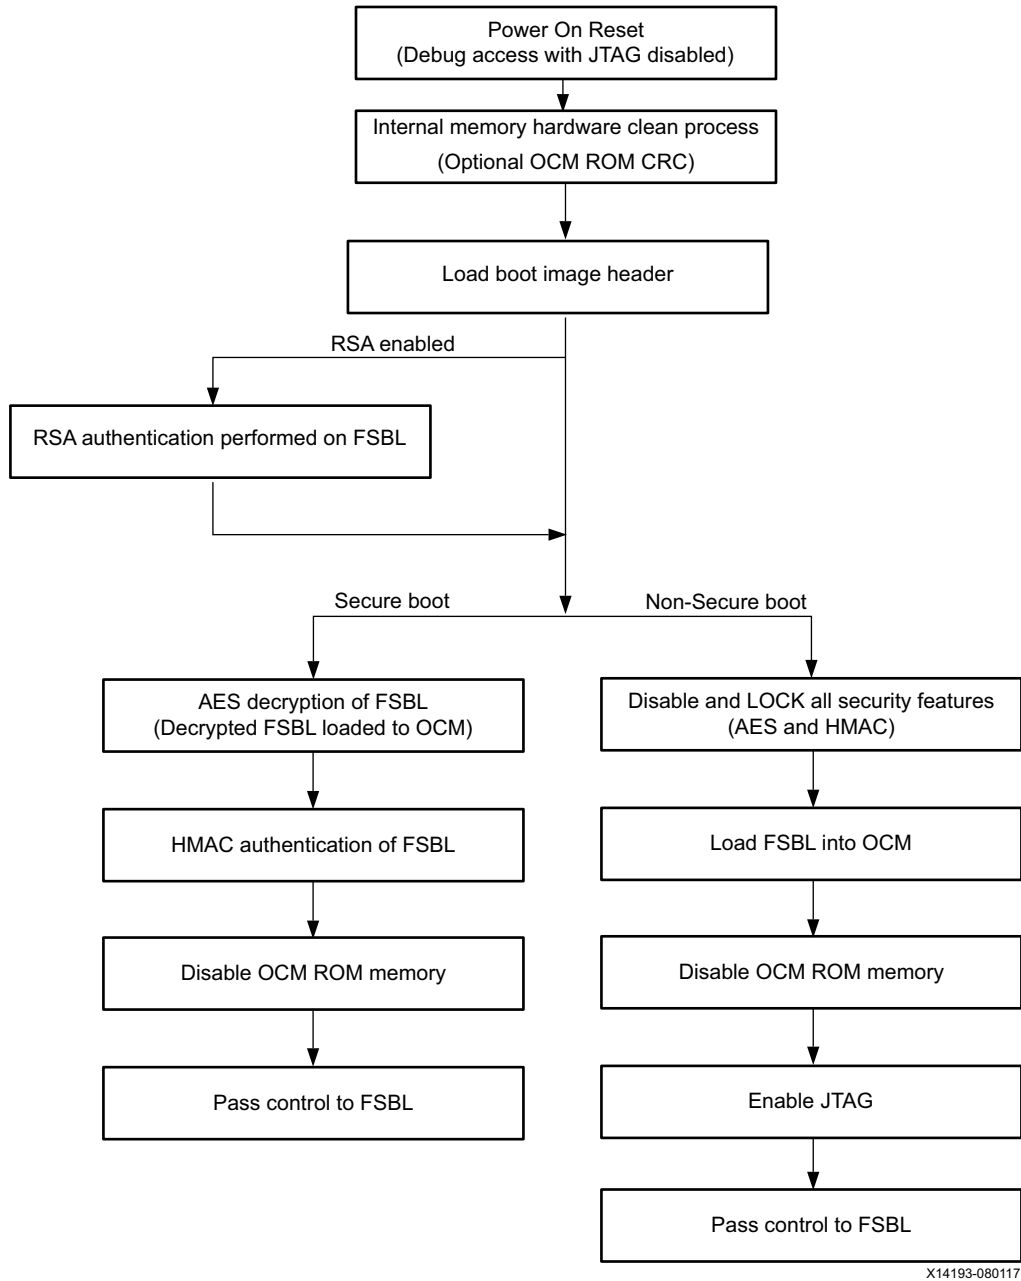 Power On Reset
(Debug access with JTAG disabled)
Internal memory hardware clean process
(Optional OCM ROM CRC)
Load boot image header
RSA enabled
RSA authentication performed on FSBL
Secure boot
Non-Secure boot
AES decryption of FSBL
(Decrypted FSBL loaded to OCM)
Disable and LOCK all security features
(AES and HMAC)
HMAC authentication of FSBL
Load FSBL into OCM
Disable OCM ROM memory
Disable OCM ROM memory
Pass control to FSBL
Enable JTAG
Pass control to FSBL
X14193-080117